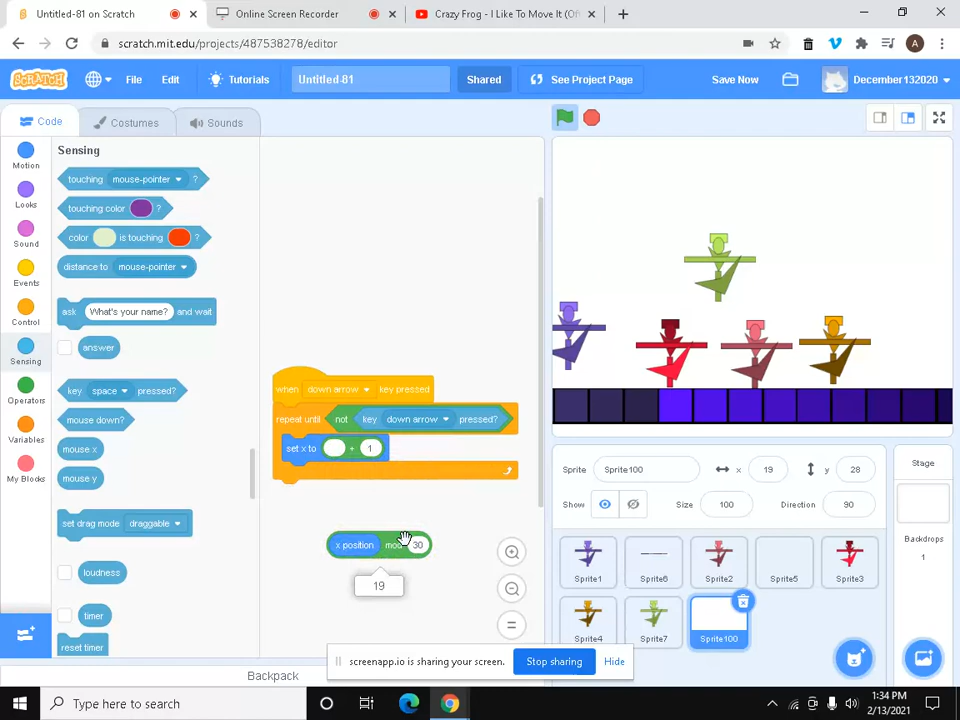 Untitled-81 on Scratch
Online Screen Recorder
Crazy Frog - I Like To Move It (Of
scratch.mit.edu/projects/487538278/editor
A
SCRATCH
File
Edit
Tutorials
Untitled-81
Shared
See Project Page
Save Now
December132020
Code
Costumes
Sounds
Motion
Looks
Sound
Events
Control
Sensing
Operators
Variables
My Blocks
Sensing
touching mouse-pointer ?
touching color ?
color is touching ?
distance to mouse-pointer
ask What's your name? and wait
answer
key space pressed?
mouse down?
mouse x
mouse y
set drag mode draggable
loudness
timer
reset timer
when down arrow key pressed
repeat until not key down arrow pressed?
set x to + 1
x position mod 30
19
Sprite Sprite100 x 19 y 28
Show Size 100 Direction 90
Sprite1
Sprite6
Sprite2
Sprite5
Sprite3
Sprite4
Sprite7
Sprite100
Stage
Backdrops
1
Backpack
screenapp.io is sharing your screen. Stop sharing Hide
Type here to search
1:34 PM
2/13/2021